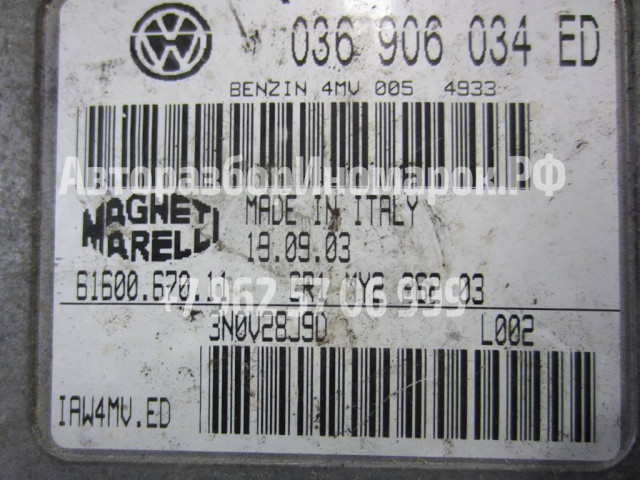 036 906 034 ED
BENZIN 4MV 005 4933
АвторазборИномарок.РФ
MAGNETI MARELLI
MADE IN ITALY
19.09.03
61600.670.11
03
3N0V28J9D L002
IAW4MV.ED